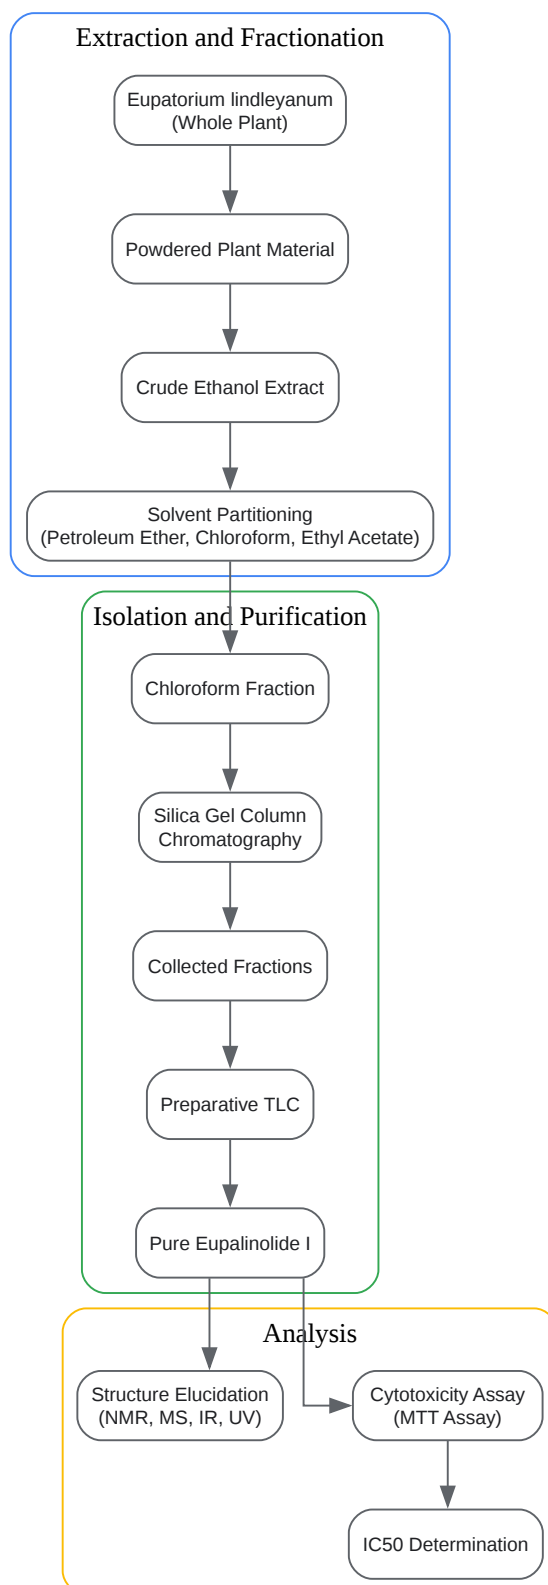 Extraction and Fractionation
Eupatorium lindleyanum
(Whole Plant)
Powdered Plant Material
Crude Ethanol Extract
Solvent Partitioning
(Petroleum Ether, Chloroform, Ethyl Acetate)
Isolation and Purification
Chloroform Fraction
Silica Gel Column
Chromatography
Collected Fractions
Preparative TLC
Pure Eupalinolide I
Analysis
Structure Elucidation
(NMR, MS, IR, UV)
Cytotoxicity Assay
(MTT Assay)
IC50 Determination